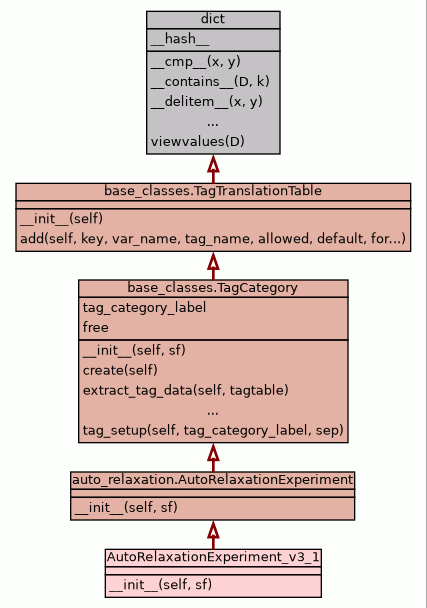 dict
__hash__
__cmp__(x, y)
__contains__(D, k)
__delitem__(x, y)
...
viewvalues(D)
base_classes.TagTranslationTable
__init__(self)
add(self, key, var_name, tag_name, allowed, default, for...)
base_classes.TagCategory
tag_category_label
free
__init__(self, sf)
create(self)
extract_tag_data(self, tagtable)
...
tag_setup(self, tag_category_label, sep)
auto_relaxation.AutoRelaxationExperiment
__init__(self, sf)
AutoRelaxationExperiment_v3_1
__init__(self, sf)